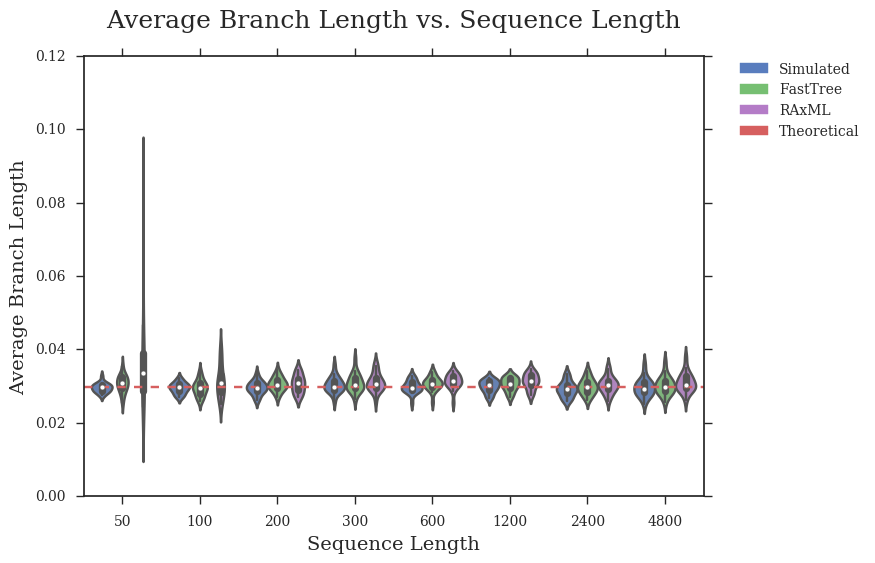 Average Branch Length vs. Sequence Length
0.12
0.10
0.08
0.06
0.04
0.02
0.00
Average Branch Length
50 100 200 300 600 1200 2400 4800
Sequence Length
Simulated
FastTree
RAxML
Theoretical